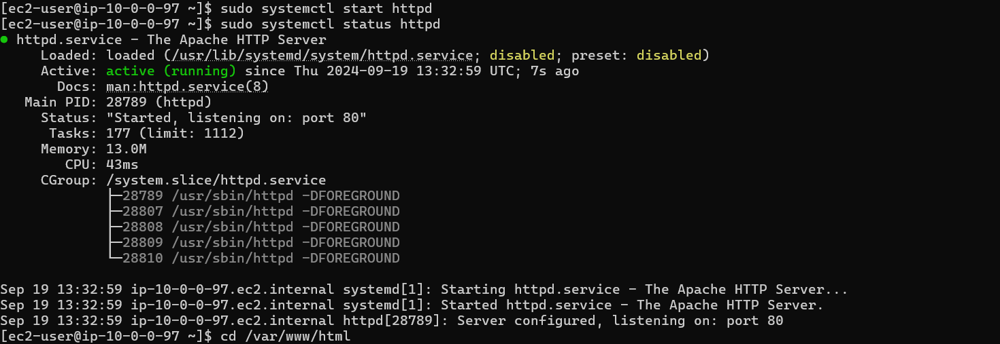 [ec2-user@ip-10-0-0-97 ~]$ sudo systemctl start httpd
[ec2-user@ip-10-0-0-97 ~]$ sudo systemctl status httpd
● httpd.service - The Apache HTTP Server
     Loaded: loaded (/usr/lib/systemd/system/httpd.service; disabled; preset: disabled)
     Active: active (running) since Thu 2024-09-19 13:32:59 UTC; 7s ago
       Docs: man:httpd.service(8)
   Main PID: 28789 (httpd)
     Status: "Started, listening on: port 80"
      Tasks: 177 (limit: 1112)
     Memory: 13.0M
        CPU: 43ms
     CGroup: /system.slice/httpd.service
             ├─28789 /usr/sbin/httpd -DFOREGROUND
             ├─28807 /usr/sbin/httpd -DFOREGROUND
             ├─28808 /usr/sbin/httpd -DFOREGROUND
             ├─28809 /usr/sbin/httpd -DFOREGROUND
             └─28810 /usr/sbin/httpd -DFOREGROUND

Sep 19 13:32:59 ip-10-0-0-97.ec2.internal systemd[1]: Starting httpd.service - The Apache HTTP Server...
Sep 19 13:32:59 ip-10-0-0-97.ec2.internal systemd[1]: Started httpd.service - The Apache HTTP Server.
Sep 19 13:32:59 ip-10-0-0-97.ec2.internal httpd[28789]: Server configured, listening on: port 80
[ec2-user@ip-10-0-0-97 ~]$ cd /var/www/html